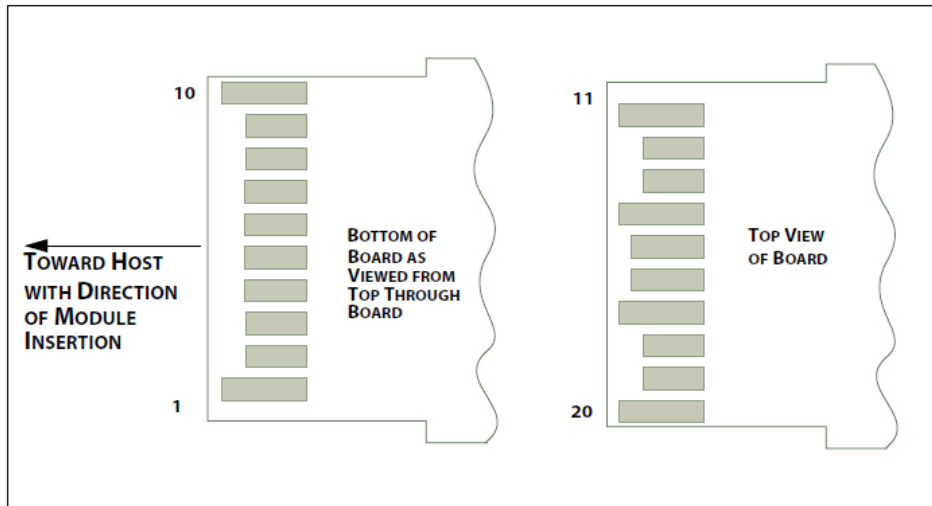 10
TOWARD HOST
WITH DIRECTION
OF MODULE
INSERTION
1
BOTTOM OF
BOARD AS
VIEWED FROM
TOP THROUGH
BOARD
11
20
TOP VIEW
OF BOARD